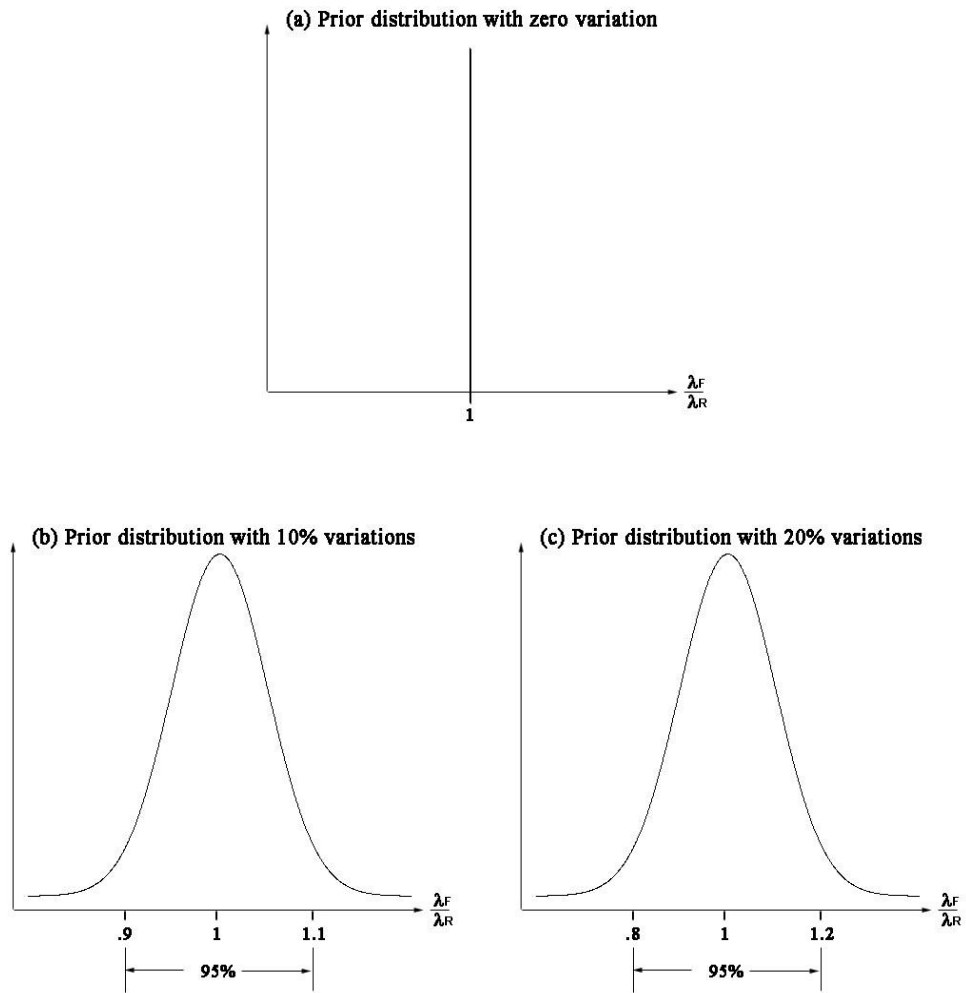 (a) Prior distribution with zero variation
λF
λR
1
(b) Prior distribution with 10% variations
λF
λR
.9 1 1.1
95%
(c) Prior distribution with 20% variations
λF
λR
.8 1 1.2
95%